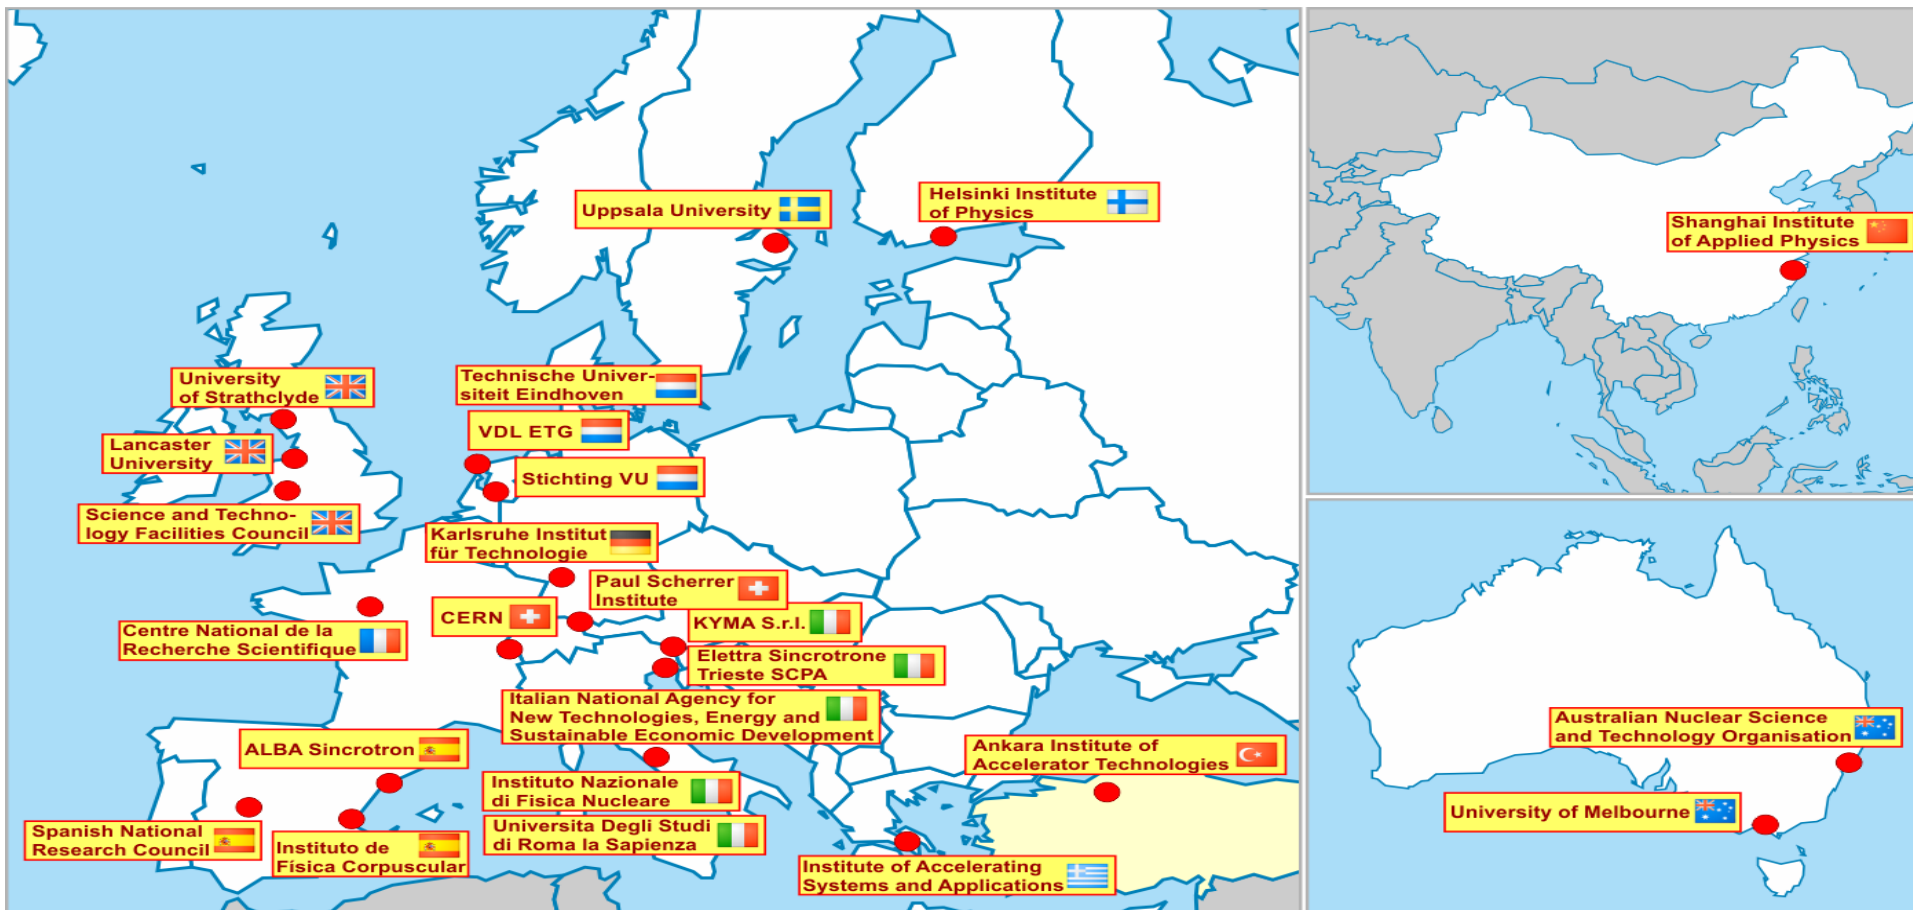 Uppsala University
Helsinki Institute
of Physics
Shanghai Institute
of Applied Physics
University
of Strathclyde
Technische Univer-
siteit Eindhoven
VDL ETG
Lancaster
University
Stichting VU
Science and Techno-
logy Facilities Council
Karlsruhe Institut
für Technologie
Paul Scherrer
Institute
CERN
KYMA S.r.l.
Centre National de la
Recherche Scientifique
Elettra Sincrotrone
Trieste SCPA
Italian National Agency for
New Technologies, Energy and
Sustainable Economic Development
ALBA Sincrotron
Ankara Institute of
Accelerator Technologies
Australian Nuclear Science
and Technology Organisation
Instituto Nazionale
di Fisica Nucleare
University of Melbourne
Spanish National
Research Council
Instituto de
Física Corpuscular
Universita Degli Studi
di Roma la Sapienza
Institute of Accelerating
Systems and Applications